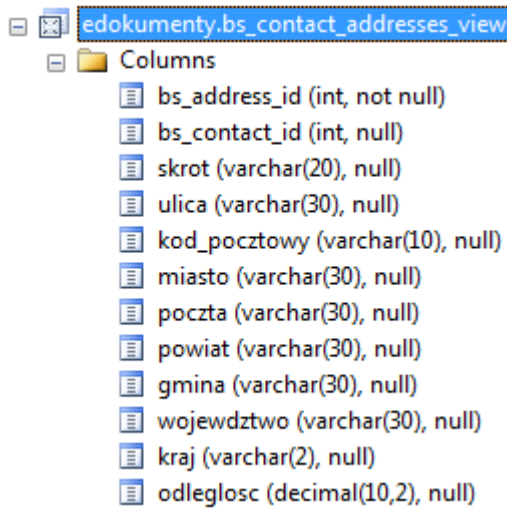 edokumenty.bs_contact_addresses_view
Columns
bs_address_id (int, not null)
bs_contact_id (int, null)
skrot (varchar(20), null)
ulica (varchar(30), null)
kod_pocztowy (varchar(10), null)
miasto (varchar(30), null)
poczta (varchar(30), null)
powiat (varchar(30), null)
gmina (varchar(30), null)
wojewdztwo (varchar(30), null)
kraj (varchar(2), null)
odleglosc (decimal(10,2), null)